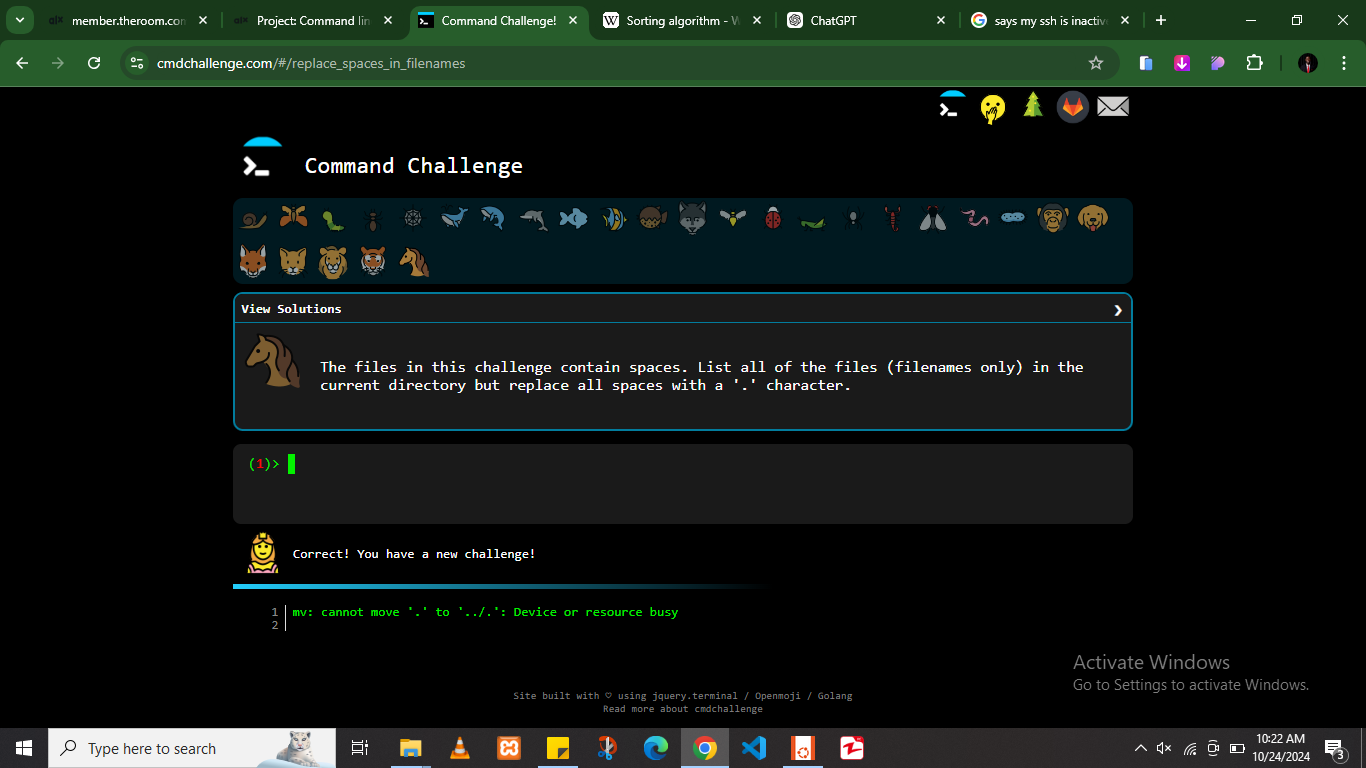 member.theroom.con
Project: Command lin
Command Challenge!
Sorting algorithm - W
ChatGPT
says my ssh is inactive
cmdchallenge.com/#/replace_spaces_in_filenames
Command Challenge
View Solutions
The files in this challenge contain spaces. List all of the files (filenames only) in the
current directory but replace all spaces with a '.' character.
(1)>
Correct! You have a new challenge!
1 mv: cannot move '.' to '../.': Device or resource busy
2
Activate Windows
Go to Settings to activate Windows.
Site built with ♡ using jquery.terminal / Openmoji / Golang
Read more about cmdchallenge
Type here to search
10:22 AM
10/24/2024
3